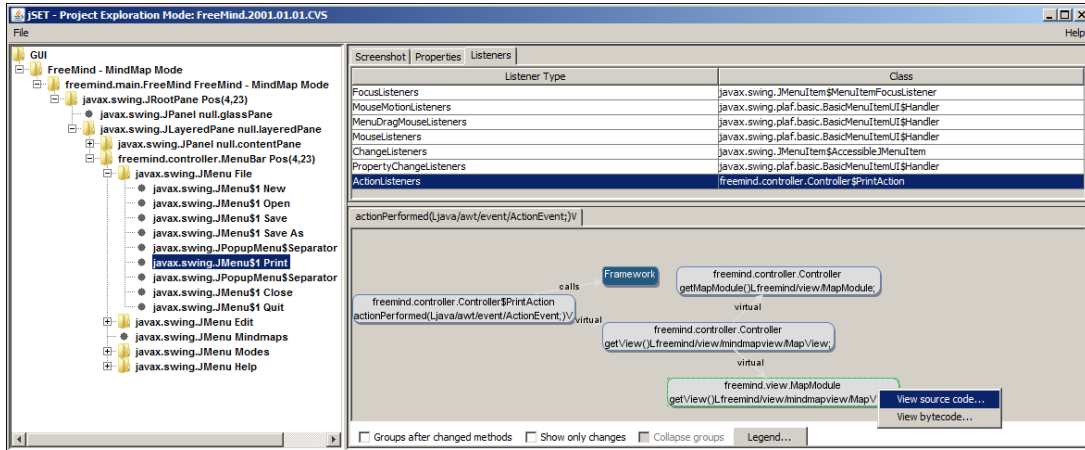 jSET - Project Exploration Mode: FreeMind.2001.01.01.CVS
File
Help
GUI
FreeMind - MindMap Mode
freemind.main.FreeMind FreeMind - MindMap Mode
javax.swing.JRootPane Pos(4,23)
javax.swing.JPanel null.glassPane
javax.swing.JLayeredPane null.layeredPane
javax.swing.JPanel null.contentPane
freemind.controller.MenuBar Pos(4,23)
javax.swing.JMenu File
javax.swing.JMenu$1 New
javax.swing.JMenu$1 Open
javax.swing.JMenu$1 Save
javax.swing.JMenu$1 Save As
javax.swing.JPopupMenu$Separator
javax.swing.JMenu$1 Print
javax.swing.JPopupMenu$Separator
javax.swing.JMenu$1 Close
javax.swing.JMenu$1 Quit
javax.swing.JMenu Edit
javax.swing.JMenu Mindmaps
javax.swing.JMenu Modes
javax.swing.JMenu Help
Screenshot Properties Listeners
Listener Type Class
FocusListeners javax.swing.JMenuItem$MenuItemFocusListener
MouseMotionListeners javax.swing.plaf.basic.BasicMenuItemUI$Handler
MenuDragMouseListeners javax.swing.plaf.basic.BasicMenuItemUI$Handler
MouseListeners javax.swing.plaf.basic.BasicMenuItemUI$Handler
ChangeListeners javax.swing.JMenuItem$AccessibleJMenuItem
PropertyChangeListeners javax.swing.plaf.basic.BasicMenuItemUI$Handler
ActionListeners freemind.controller.Controller$PrintAction
actionPerformed(Ljava/awt/event/ActionEvent;)V
Framework
calls
freemind.controller.Controller
getMapModule()Lfreemind/view/MapModule;
freemind.controller.Controller$PrintAction
actionPerformed(Ljava/awt/event/ActionEvent;)V
virtual
virtual
freemind.controller.Controller
getView()Lfreemind/view/mindmapview/MapView;
virtual
freemind.view.MapModule
getView()Lfreemind/view/mindmapview/MapV
View source code...
View bytecode...
Groups after changed methods Show only changes Collapse groups Legend...